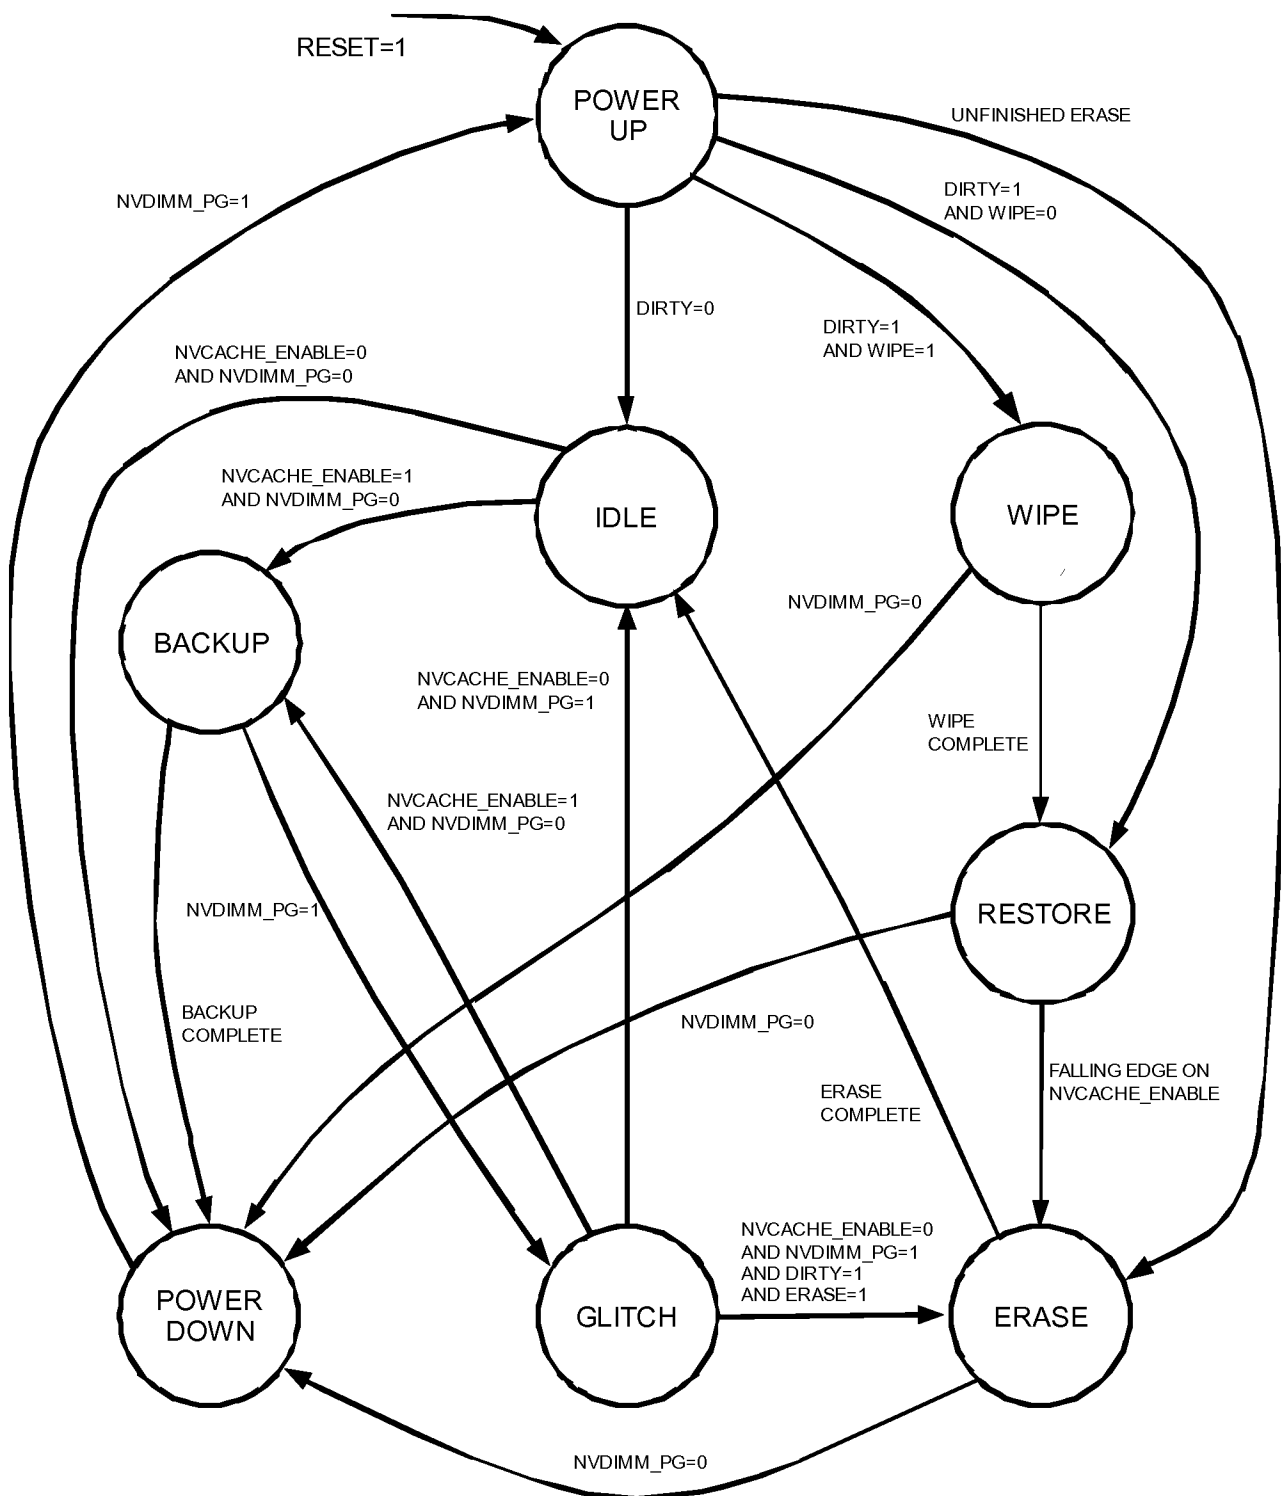 RESET=1
POWER
UP
UNFINISHED ERASE
NVDIMM_PG=1
DIRTY=1
AND WIPE=0
DIRTY=0
DIRTY=1
AND WIPE=1
NVCACHE_ENABLE=0
AND NVDIMM_PG=0
NVCACHE_ENABLE=1
AND NVDIMM_PG=0
IDLE
WIPE
NVDIMM_PG=0
BACKUP
NVCACHE_ENABLE=0
AND NVDIMM_PG=1
WIPE
COMPLETE
NVCACHE_ENABLE=1
AND NVDIMM_PG=0
NVDIMM_PG=1
RESTORE
BACKUP
COMPLETE
NVDIMM_PG=0
FALLING EDGE ON
NVCACHE_ENABLE
ERASE
COMPLETE
NVCACHE_ENABLE=0
AND NVDIMM_PG=1
AND DIRTY=1
AND ERASE=1
POWER
DOWN
GLITCH
ERASE
NVDIMM_PG=0